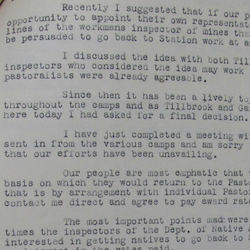 Recently I suggested that if our p
opportunity to appoint their own representat
lines of the workmans inspector of mines tha
be persuaded to go back to Station work at
I discussed the idea with both Til
inspectors who considered the idea may work
pastoralists were already agreeable.
Since then it has been a lively to
throughout the camps and as Tillbrook and Ga
here today I had asked for a final decision.
I have just completed a meeting wi
sent in from the various camps and am sorry
that our efforts have been unavailing.
Our people are most emphatic that
basis on which they would return to the Past
that is by arrangement with individual Pasto
contact me direct and agree to pay award rate
The most important points made were
times the inspectors of the Dept. of Native
interested in getting natives to go back to